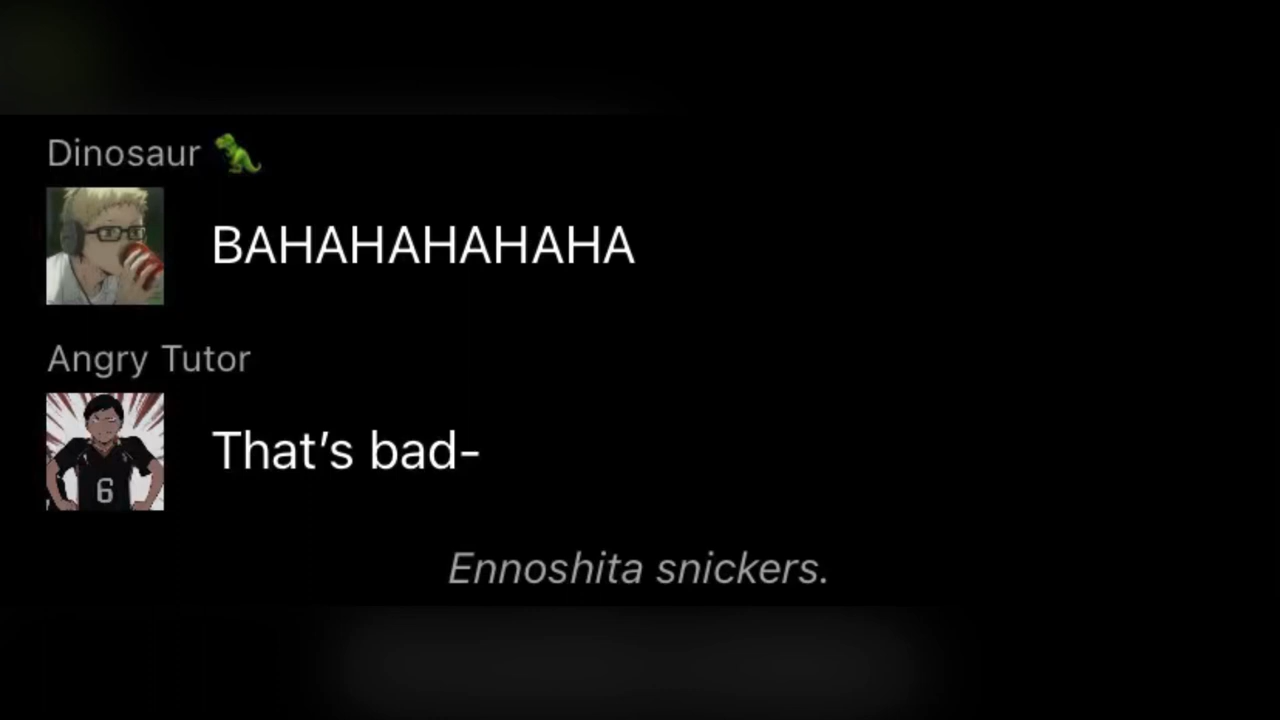 Dinosaur 🦖
BAHAHAHAHAHA
Angry Tutor
6
That's bad-
Ennoshita snickers.